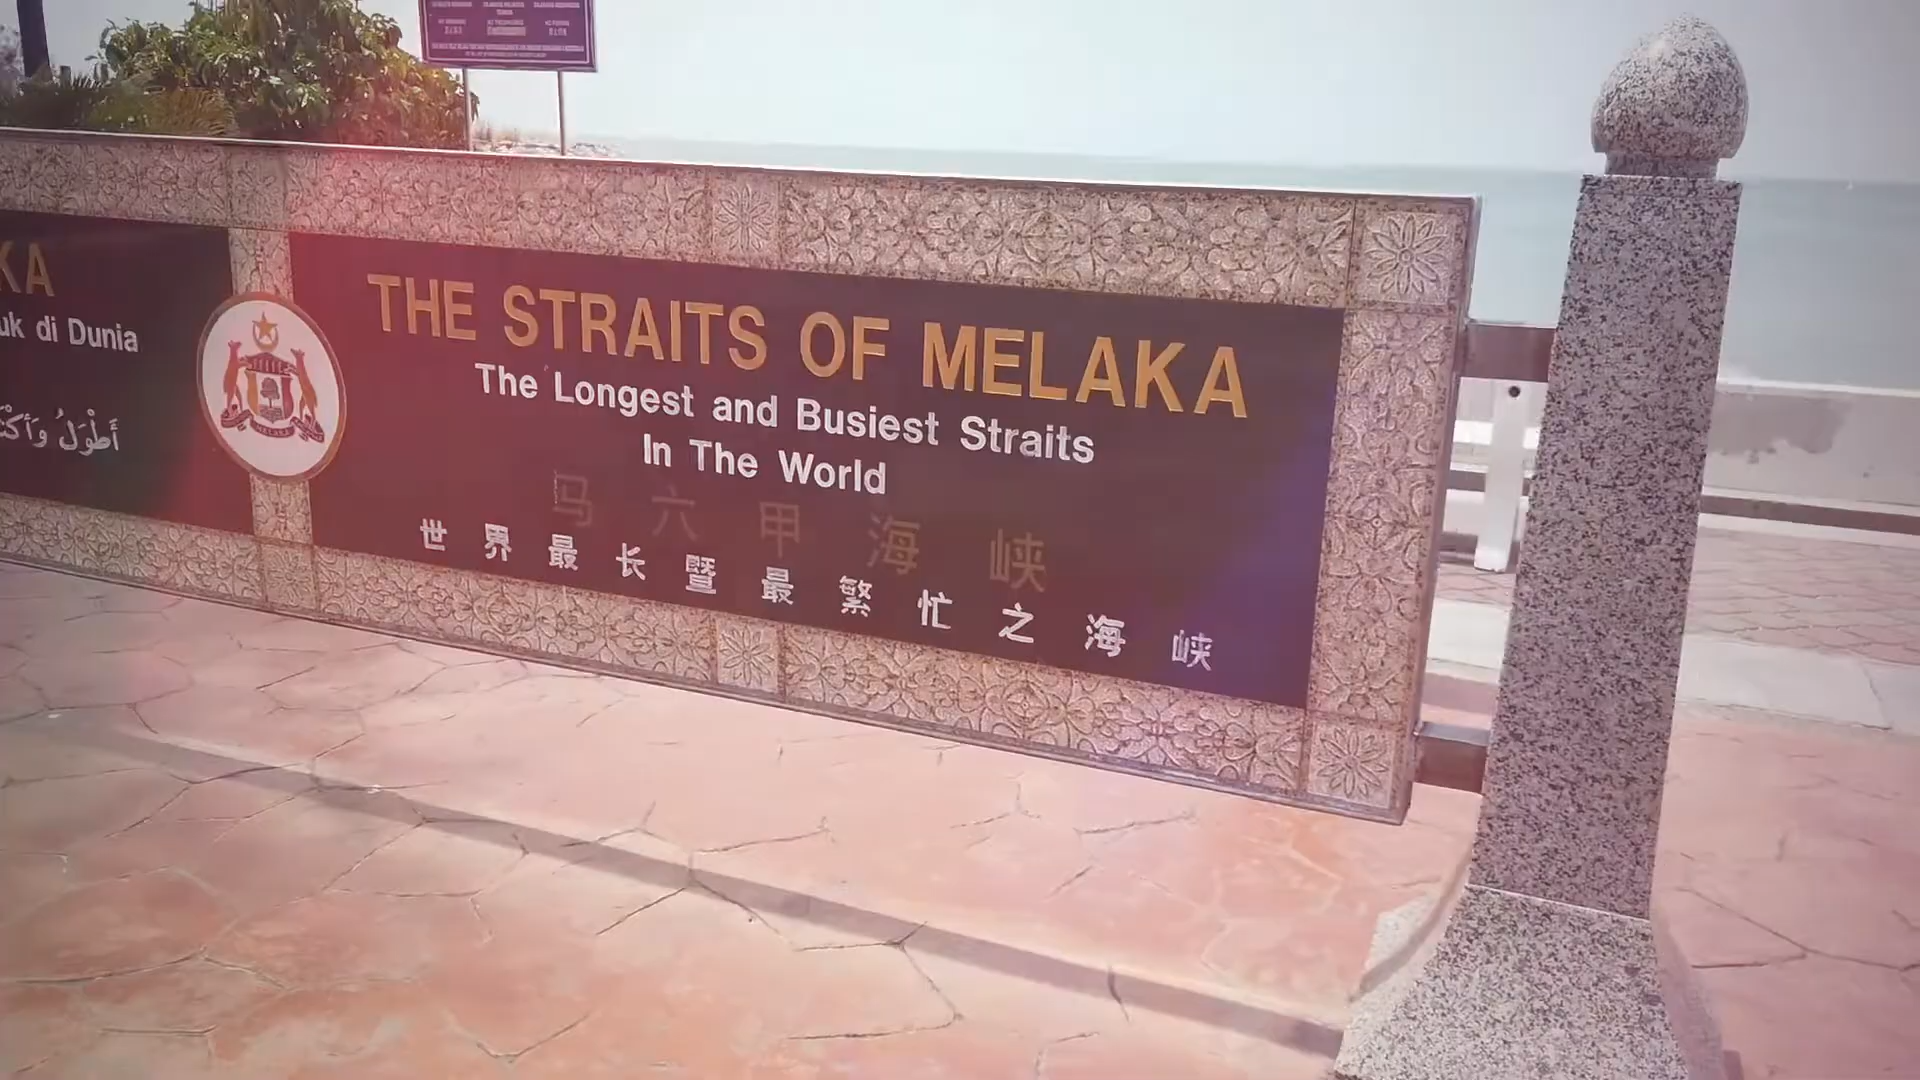 KA
uk di Dunia
أَطْوَلُ وَأَكْثَ
MELAKA
THE STRAITS OF MELAKA
The Longest and Busiest Straits
In The World
马六甲海峡
世界最长暨最繁忙之海峡